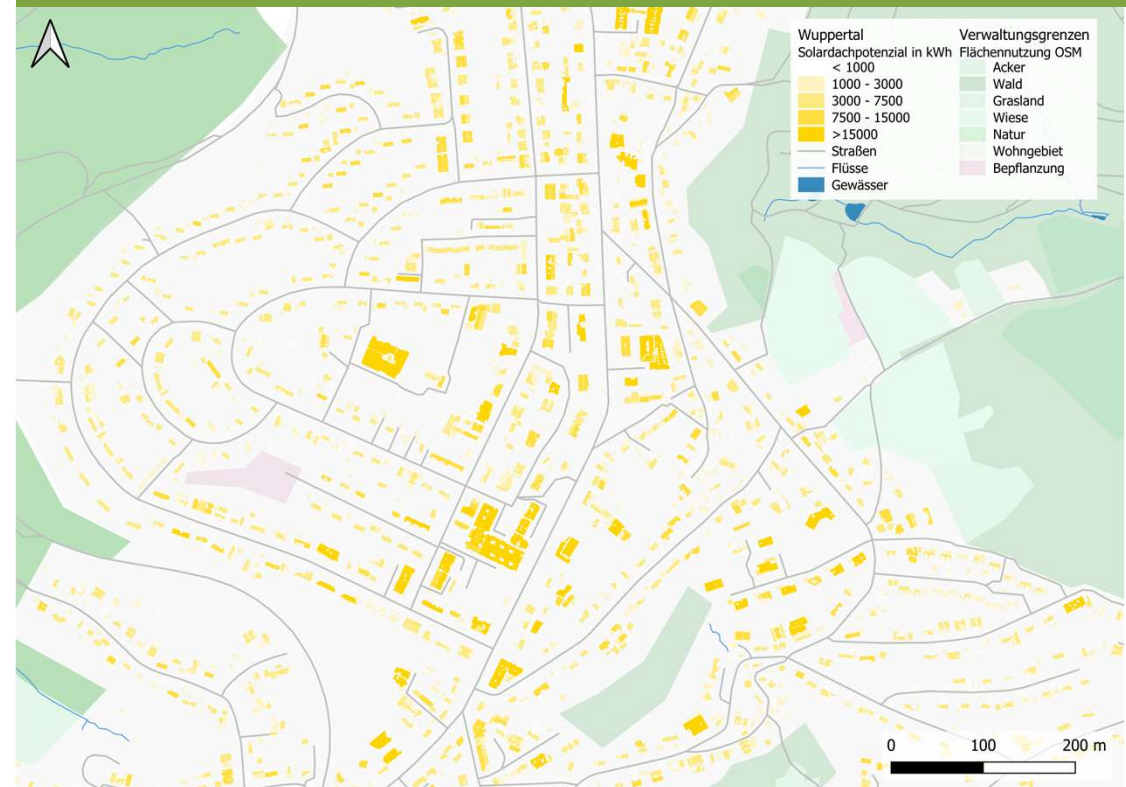 Wuppertal
Solardachpotenzial in kWh
< 1000
1000 - 3000
3000 - 7500
7500 - 15000
>15000
Straßen
Flüsse
Gewässer
Verwaltungsgrenzen
Flächennutzung OSM
Acker
Wald
Grasland
Wiese
Natur
Wohngebiet
Bepflanzung
0 100 200 m